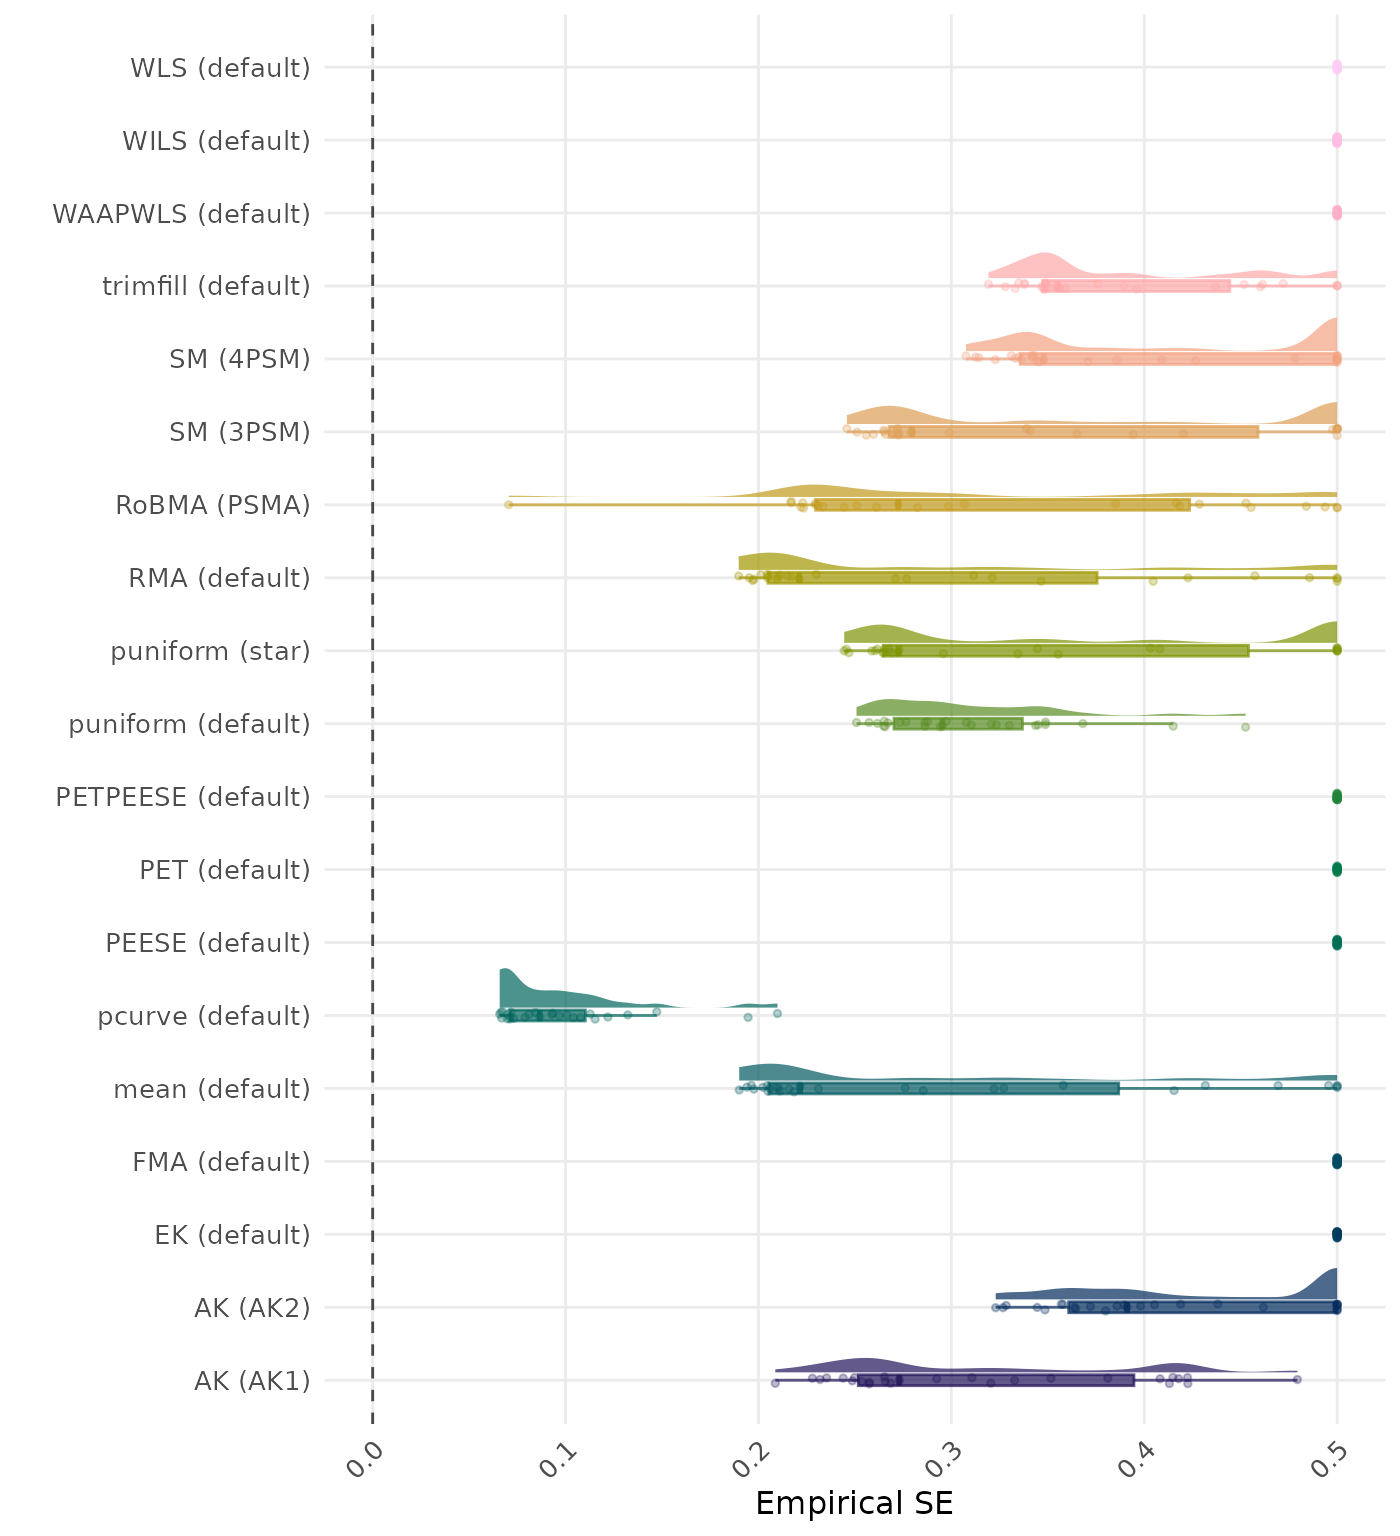 WLS (default)
WILS (default)
WAAPWLS (default)
trimfill (default)
SM (4PSM)
SM (3PSM)
RoBMA (PSMA)
RMA (default)
puniform (star)
puniform (default)
PETPEESE (default)
PET (default)
PEESE (default)
pcurve (default)
mean (default)
FMA (default)
EK (default)
AK (AK2)
AK (AK1)
0.0 0.1 0.2 0.3 0.4 0.5
Empirical SE